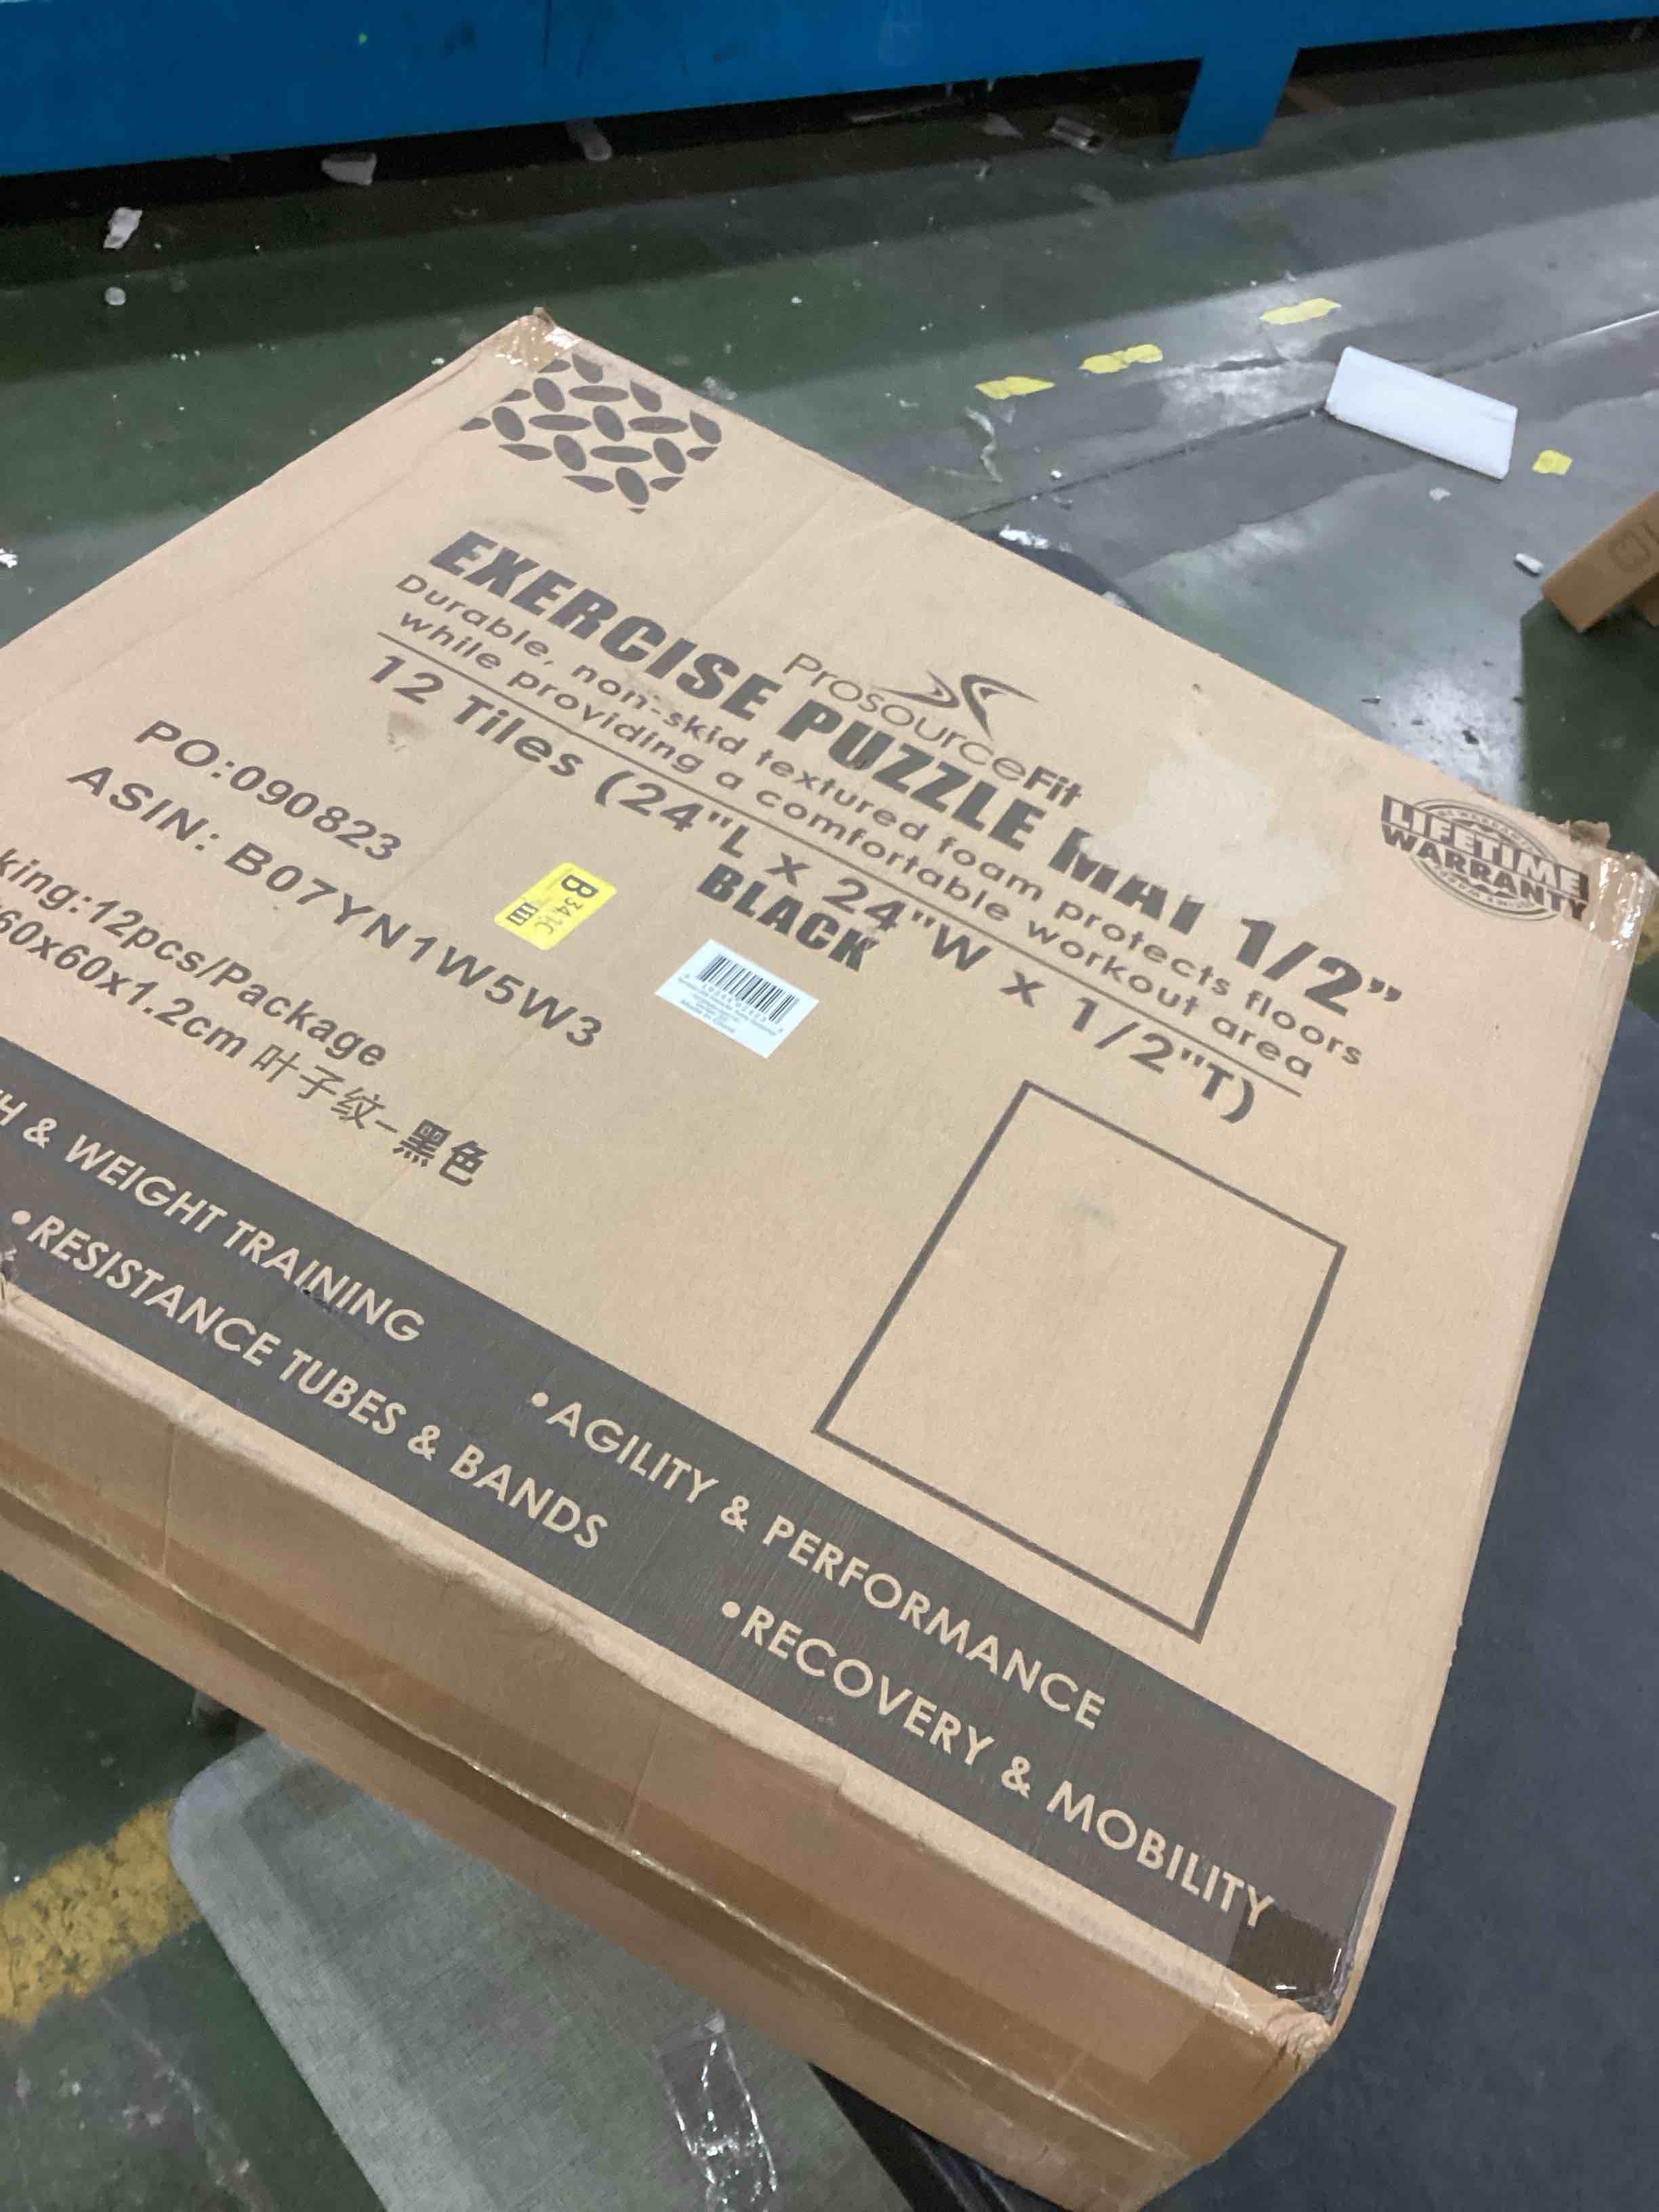 ProsourceFit
EXERCISE PUZZLE MAT 1/2”
Durable, non-skid textured foam protects floors
while providing a comfortable workout area
12 Tiles (24"L x 24"W x 1/2"T)
BLACK
LIFETIME
WARRANTY
PO:090823
ASIN: B07YN1W5W3
12pcs/Package
60x60x1.2cm 叶子纹-黑色
& WEIGHT TRAINING
•AGILITY & PERFORMANCE
•RESISTANCE TUBES & BANDS
•RECOVERY & MOBILITY